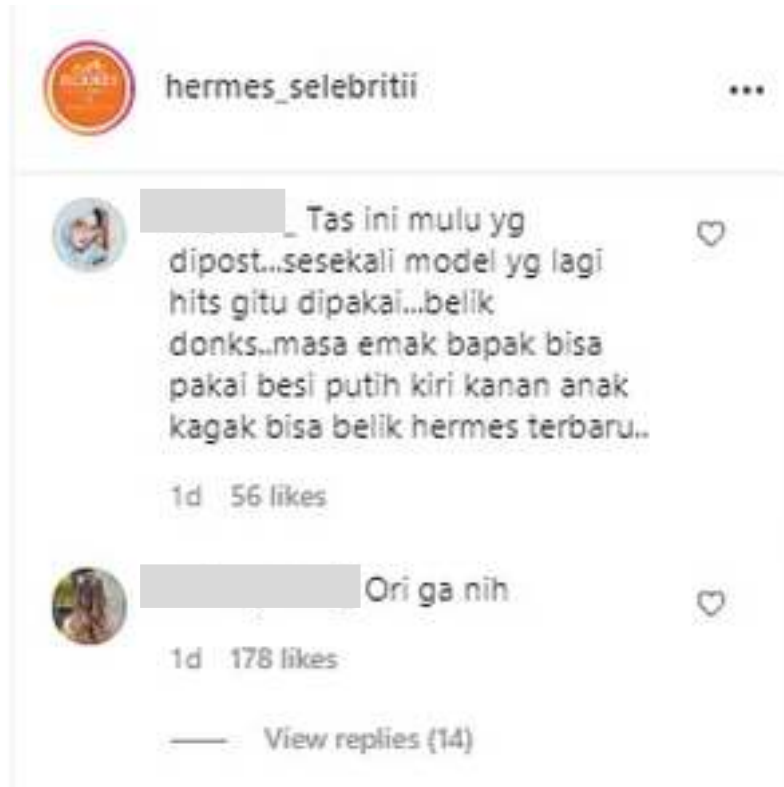 hermes_selebritii
_ Tas ini mulu yg
dipost...sesekali model yg lagi
hits gitu dipakai...belik
donks..masa emak bapak bisa
pakai besi putih kiri kanan anak
kagak bisa belik hermes terbaru..
1d 56 likes
Ori ga nih
1d 178 likes
View replies (14)